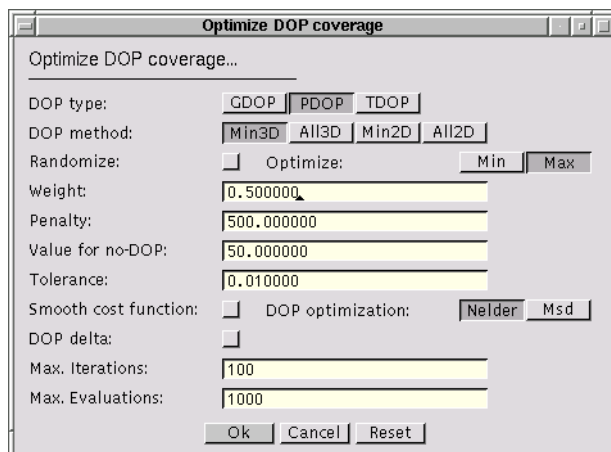 Optimize DOP coverage
Optimize DOP coverage...
DOP type: GDOP PDOP TDOP
DOP method: Min3D All3D Min2D All2D
Randomize: Optimize: Min Max
Weight: 0.500000
Penalty: 500.000000
Value for no-DOP: 50.000000
Tolerance: 0.010000
Smooth cost function: DOP optimization: Nelder Msd
DOP delta:
Max. Iterations: 100
Max. Evaluations: 1000
Ok Cancel Reset